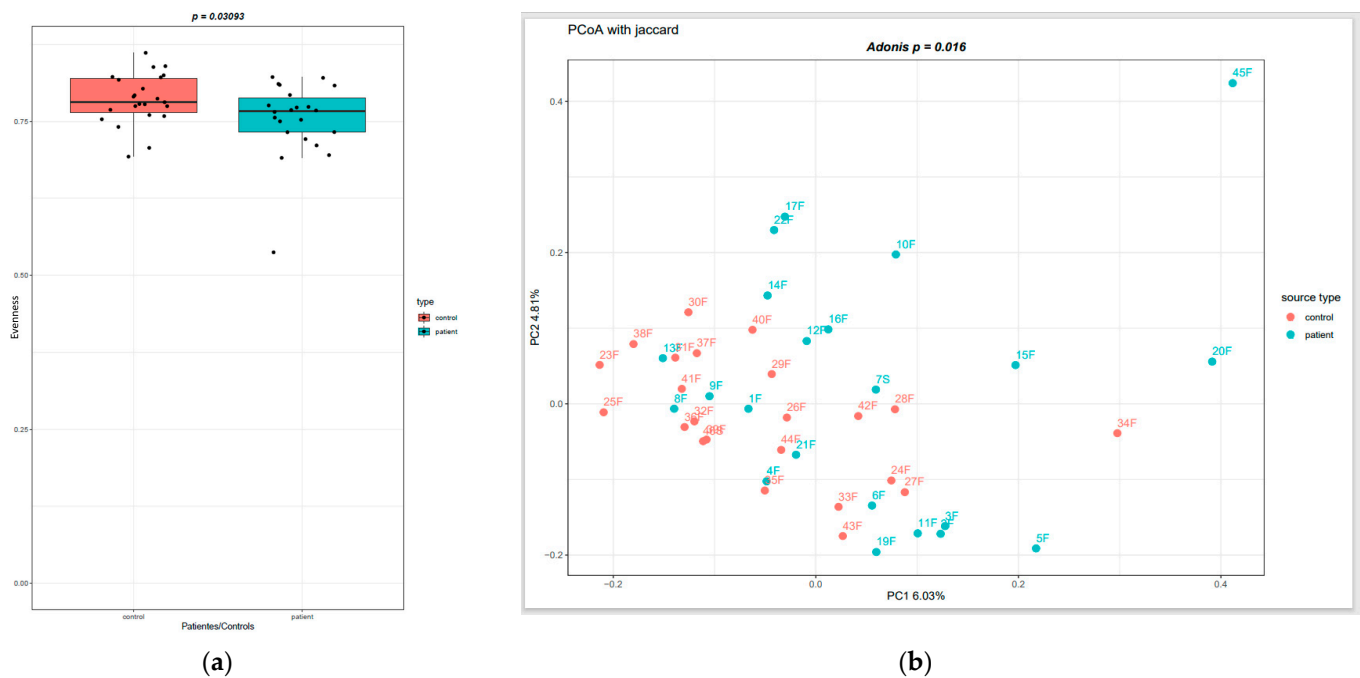 p = 0.03093
0.75
0.50
0.25
0.00
Evenness
control
patient
Patientes/Controls
type
control
patient
(a)
PCoA with jaccard
Adonis p = 0.016
45F
0.4
17F
22F
0.2
10F
14F
30F
40F
16F
12F
38F
37F
13F
23F
29F
15F
20F
41F
9F
7S
25F
8F
1F
26F
42F
28F
0.0
32F
34F
44F
21F
4F
24F
27F
33F
6F
43F
11F
3F
19F
5F
−0.2
PC2 4.81%
−0.2
0.0
0.2
0.4
PC1 6.03%
source type
control
patient
(b)